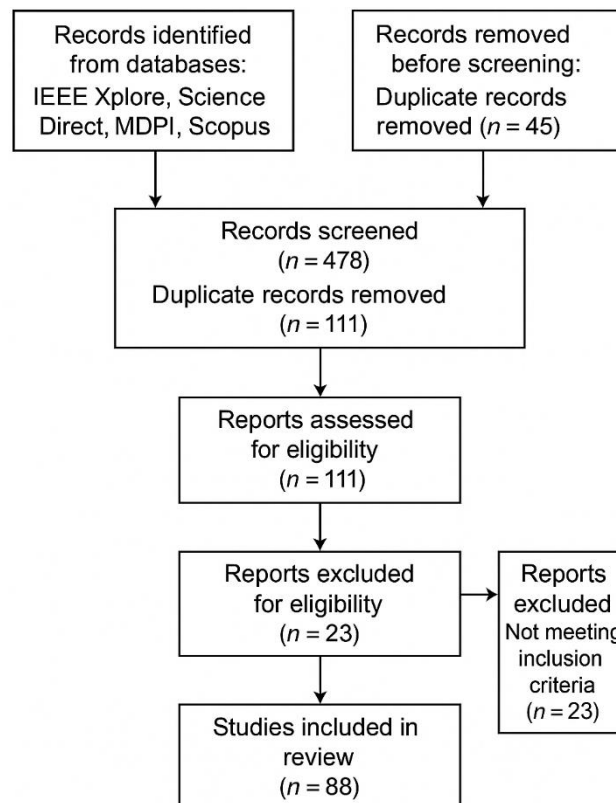 Records identified
from databases:
IEEE Xplore, Science
Direct, MDPI, Scopus
Records removed
before screening:
Duplicate records
removed (n = 45)
Records screened
(n = 478)
Duplicate records removed
(n = 111)
Reports assessed
for eligibility
(n = 111)
Reports excluded
for eligibility
(n = 23)
Reports
excluded
Not meeting
inclusion
criteria
(n = 23)
Studies included in
review
(n = 88)